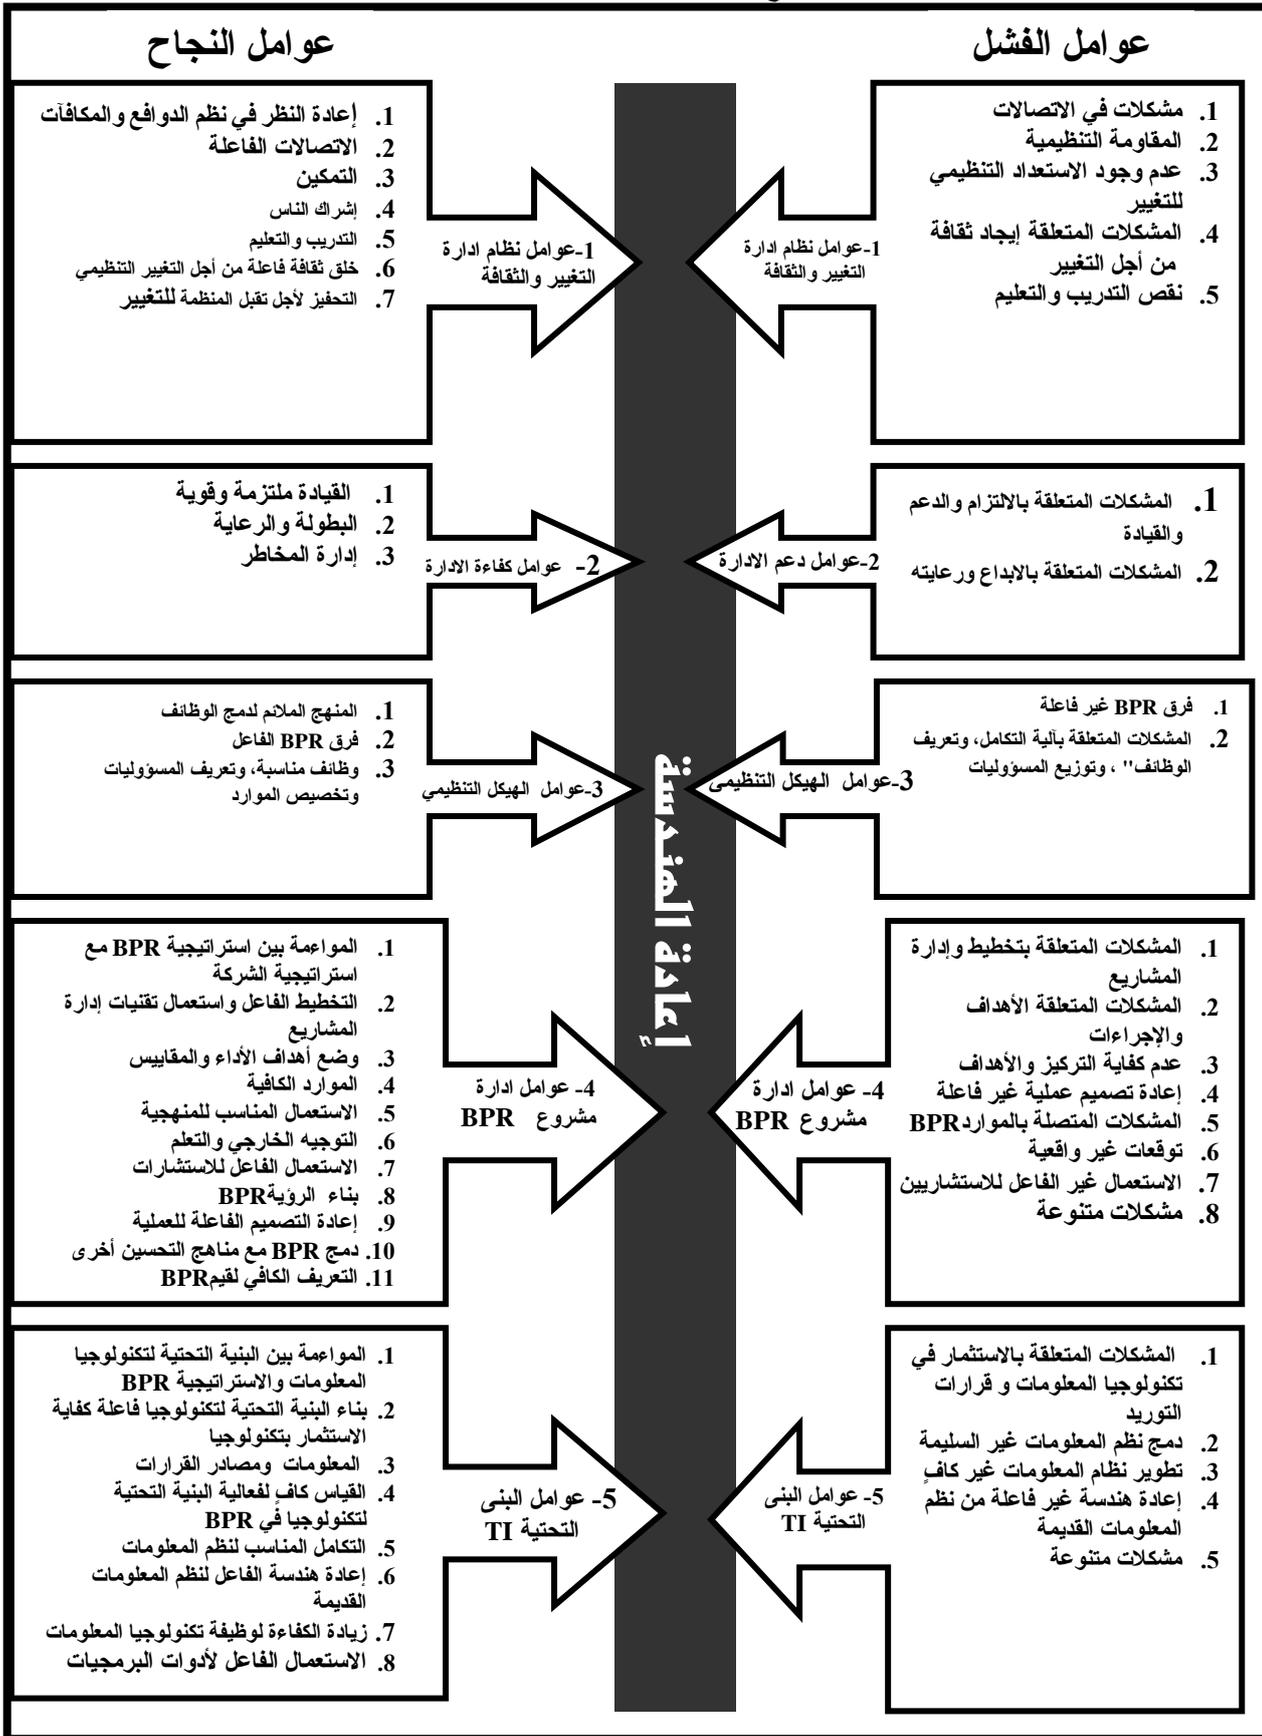 عوامل الفشل
1. مشكلات في الاتصالات
2. المقاومة التنظيمية
3. عدم وجود الاستعداد التنظيمي
للتغيير
4. المشكلات المتعلقة إيجاد ثقافة
من أجل التغيير
5. نقص التدريب والتعليم
1-عوامل نظام ادارة
التغيير والثقافة
1. المشكلات المتعلقة بالالتزام والدعم
والقيادة
2. المشكلات المتعلقة بالابداع ورعايته
2-عوامل دعم الادارة
1. فرق BPR غير فاعلة
2. المشكلات المتعلقة بآلية التكامل، وتعريف
الوظائف" ، وتوزيع المسؤوليات
3-عوامل الهيكل التنظيمى
1. المشكلات المتعلقة بتخطيط وإدارة
المشاريع
2. المشكلات المتعلقة الأهداف
والإجراءات
3. عدم كفاية التركيز والأهداف
4. إعادة تصميم عملية غير فاعلة
5. المشكلات المتصلة بالمواردBPR
6. توقعات غير واقعية
7. الاستعمال غير الفاعل للاستشاريين
8. مشكلات متنوعة
4- عوامل ادارة
مشروع BPR
1. المشكلات المتعلقة بالاستثمار في
تكنولوجيا المعلومات و قرارات
التوريد
2. دمج نظم المعلومات غير السليمة
3. تطوير نظام المعلومات غير كافٍ
4. إعادة هندسة غير فاعلة من نظم
المعلومات القديمة
5. مشكلات متنوعة
5- عوامل البنى
التحتية TI
إعادة الهندسة
عوامل النجاح
1. إعادة النظر في نظم الدوافع والمكافآت
2. الاتصالات الفاعلة
3. التمكين
4. إشراك الناس
5. التدريب والتعليم
6. خلق ثقافة فاعلة من أجل التغيير التنظيمي
7. التحفيز لأجل تقبل المنظمة للتغيير
1-عوامل نظام ادارة
التغيير والثقافة
1. القيادة ملتزمة وقوية
2. البطولة والرعاية
3. إدارة المخاطر
2- عوامل كفاءة الادارة
1. المنهج الملائم لدمج الوظائف
2. فرق BPR الفاعل
3. وظائف مناسبة، وتعريف المسؤوليات
وتخصيص الموارد
3-عوامل الهيكل التنظيمي
1. المواءمة بين استراتيجية BPR مع
استراتيجية الشركة
2. التخطيط الفاعل واستعمال تقنيات إدارة
المشاريع
3. وضع أهداف الأداء والمقاييس
4. الموارد الكافية
5. الاستعمال المناسب للمنهجية
6. التوجيه الخارجي والتعلم
7. الاستعمال الفاعل للاستشارات
8. بناء الرؤيةBPR
9. إعادة التصميم الفاعلة للعملية
10. دمج BPR مع مناهج التحسين أخرى
11. التعريف الكافي لقيمBPR
4- عوامل ادارة
مشروع BPR
1. المواءمة بين البنية التحتية لتكنولوجيا
المعلومات والاستراتيجية BPR
2. بناء البنية التحتية لتكنولوجيا فاعلة كفاية
الاستثمار بتكنولوجيا
3. المعلومات ومصادر القرارات
4. القياس كافٍ لفعالية البنية التحتية
لتكنولوجيا في BPR
5. التكامل المناسب لنظم المعلومات
6. إعادة هندسة الفاعل لنظم المعلومات
القديمة
7. زيادة الكفاءة لوظيفة تكنولوجيا المعلومات
8. الاستعمال الفاعل لأدوات البرمجيات
5- عوامل البنى
التحتية TI